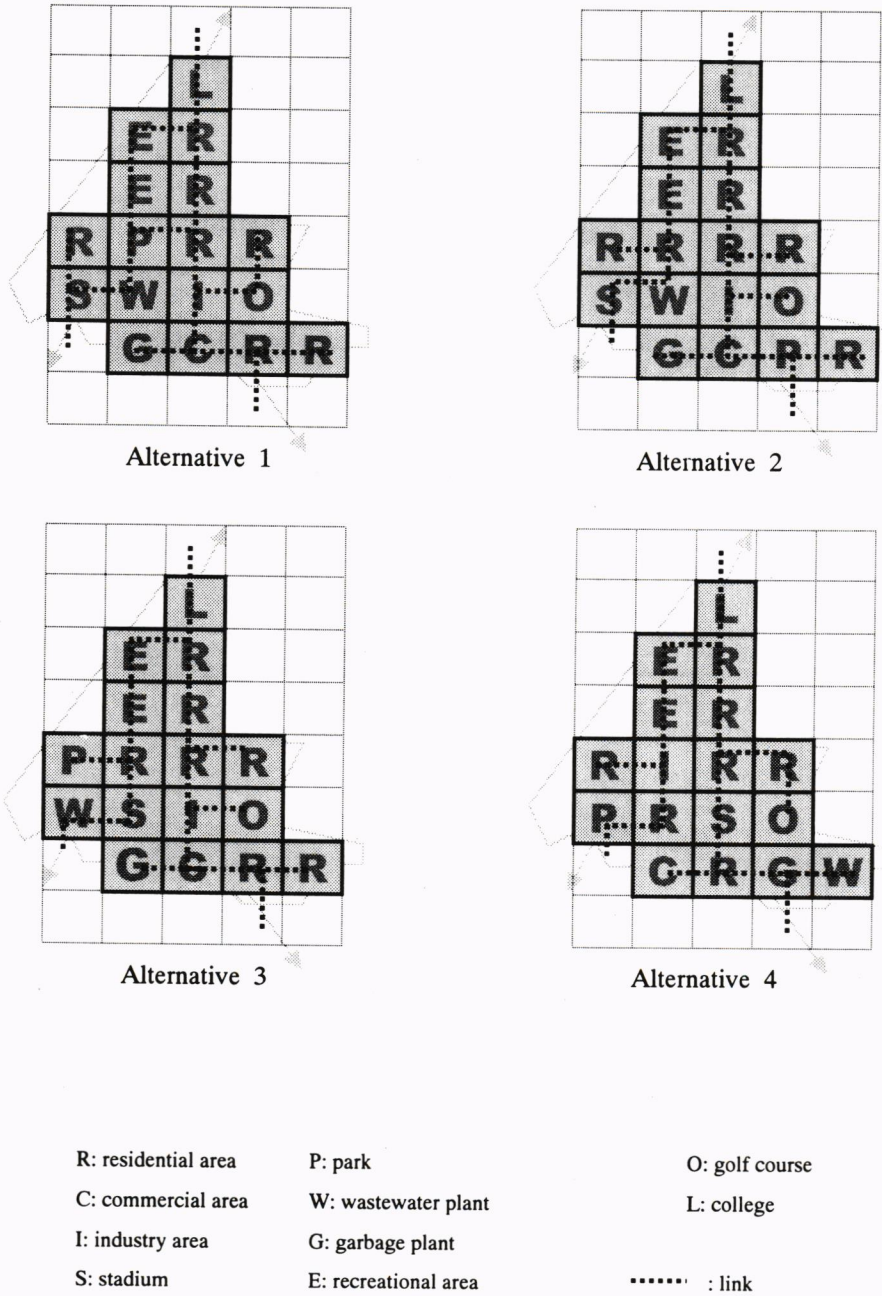 L
E R
E R
R P R R
S W I O
G C R R
Alternative 1
L
E R
E R
R R R R
S W I O
G C P R
Alternative 2
L
E R
E R
P R R R
W S I O
G G R R
Alternative 3
L
E R
E R
R I R R
P R S O
C R G W
Alternative 4
R: residential area P: park O: golf course
C: commercial area W: wastewater plant L: college
I: industry area G: garbage plant
S: stadium E: recreational area : link